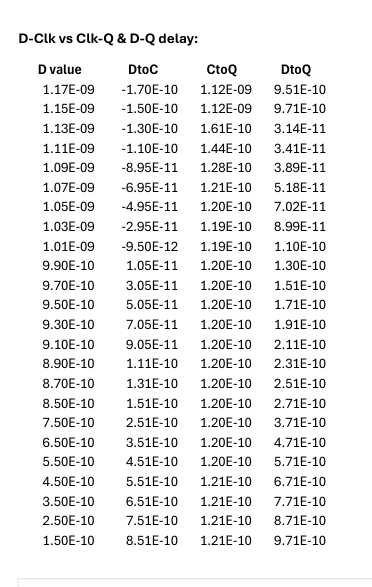 D-Clk vs Clk-Q & D-Q delay:
D value DtoC CtoQ DtoQ
1.17E-09 -1.70E-10 1.12E-09 9.51E-10
1.15E-09 -1.50E-10 1.12E-09 9.71E-10
1.13E-09 -1.30E-10 1.61E-10 3.14E-11
1.11E-09 -1.10E-10 1.44E-10 3.41E-11
1.09E-09 -8.95E-11 1.28E-10 3.89E-11
1.07E-09 -6.95E-11 1.21E-10 5.18E-11
1.05E-09 -4.95E-11 1.20E-10 7.02E-11
1.03E-09 -2.95E-11 1.19E-10 8.99E-11
1.01E-09 -9.50E-12 1.19E-10 1.10E-10
9.90E-10 1.05E-11 1.20E-10 1.30E-10
9.70E-10 3.05E-11 1.20E-10 1.51E-10
9.50E-10 5.05E-11 1.20E-10 1.71E-10
9.30E-10 7.05E-11 1.20E-10 1.91E-10
9.10E-10 9.05E-11 1.20E-10 2.11E-10
8.90E-10 1.11E-10 1.20E-10 2.31E-10
8.70E-10 1.31E-10 1.20E-10 2.51E-10
8.50E-10 1.51E-10 1.20E-10 2.71E-10
7.50E-10 2.51E-10 1.20E-10 3.71E-10
6.50E-10 3.51E-10 1.20E-10 4.71E-10
5.50E-10 4.51E-10 1.20E-10 5.71E-10
4.50E-10 5.51E-10 1.21E-10 6.71E-10
3.50E-10 6.51E-10 1.21E-10 7.71E-10
2.50E-10 7.51E-10 1.21E-10 8.71E-10
1.50E-10 8.51E-10 1.21E-10 9.71E-10